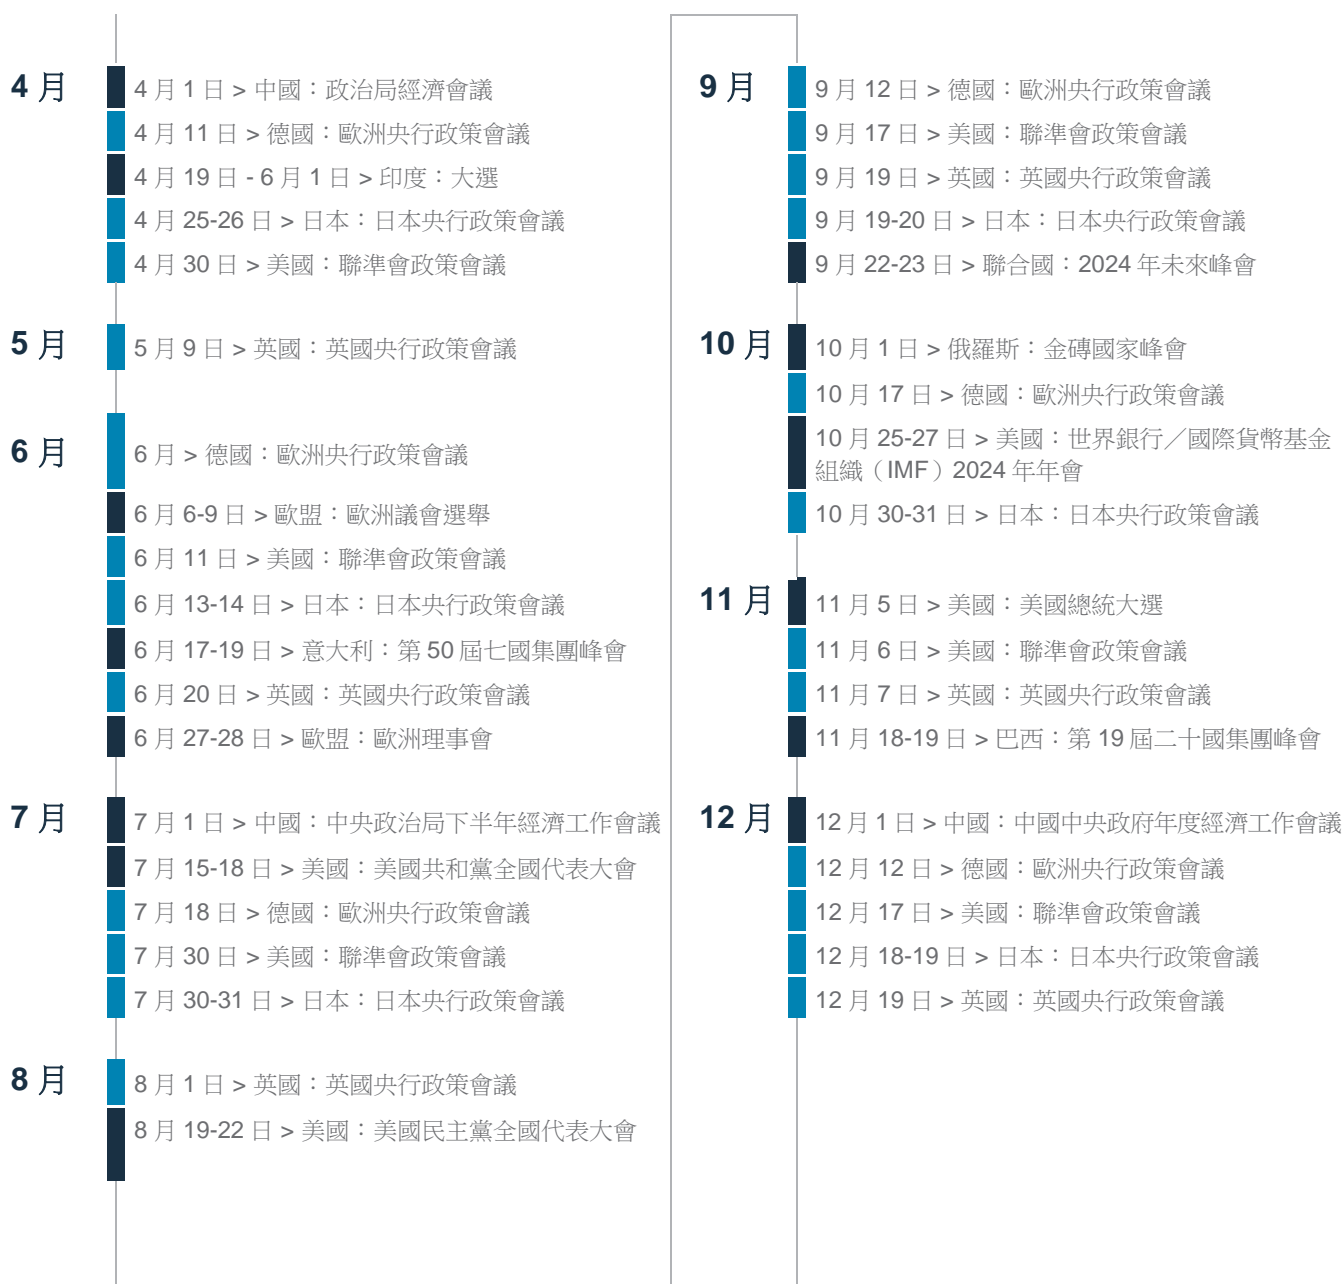 4 月
4 月 1 日 > 中國：政治局經濟會議
4 月 11 日 > 德國：歐洲央行政策會議
4 月 19 日 - 6 月 1 日 > 印度：大選
4 月 25-26 日 > 日本：日本央行政策會議
4 月 30 日 > 美國：聯準會政策會議
5 月
5 月 9 日 > 英國：英國央行政策會議
6 月
6 月 > 德國：歐洲央行政策會議
6 月 6-9 日 > 歐盟：歐洲議會選舉
6 月 11 日 > 美國：聯準會政策會議
6 月 13-14 日 > 日本：日本央行政策會議
6 月 17-19 日 > 意大利：第 50 屆七國集團峰會
6 月 20 日 > 英國：英國央行政策會議
6 月 27-28 日 > 歐盟：歐洲理事會
7 月
7 月 1 日 > 中國：中央政治局下半年經濟工作會議
7 月 15-18 日 > 美國：美國共和黨全國代表大會
7 月 18 日 > 德國：歐洲央行政策會議
7 月 30 日 > 美國：聯準會政策會議
7 月 30-31 日 > 日本：日本央行政策會議
8 月
8 月 1 日 > 英國：英國央行政策會議
8 月 19-22 日 > 美國：美國民主黨全國代表大會
9 月
9 月 12 日 > 德國：歐洲央行政策會議
9 月 17 日 > 美國：聯準會政策會議
9 月 19 日 > 英國：英國央行政策會議
9 月 19-20 日 > 日本：日本央行政策會議
9 月 22-23 日 > 聯合國：2024 年未來峰會
10 月
10 月 1 日 > 俄羅斯：金磚國家峰會
10 月 17 日 > 德國：歐洲央行政策會議
10 月 25-27 日 > 美國：世界銀行／國際貨幣基金
組織（IMF）2024 年年會
10 月 30-31 日 > 日本：日本央行政策會議
11 月
11 月 5 日 > 美國：美國總統大選
11 月 6 日 > 美國：聯準會政策會議
11 月 7 日 > 英國：英國央行政策會議
11 月 18-19 日 > 巴西：第 19 屆二十國集團峰會
12 月
12 月 1 日 > 中國：中國中央政府年度經濟工作會議
12 月 12 日 > 德國：歐洲央行政策會議
12 月 17 日 > 美國：聯準會政策會議
12 月 18-19 日 > 日本：日本央行政策會議
12 月 19 日 > 英國：英國央行政策會議